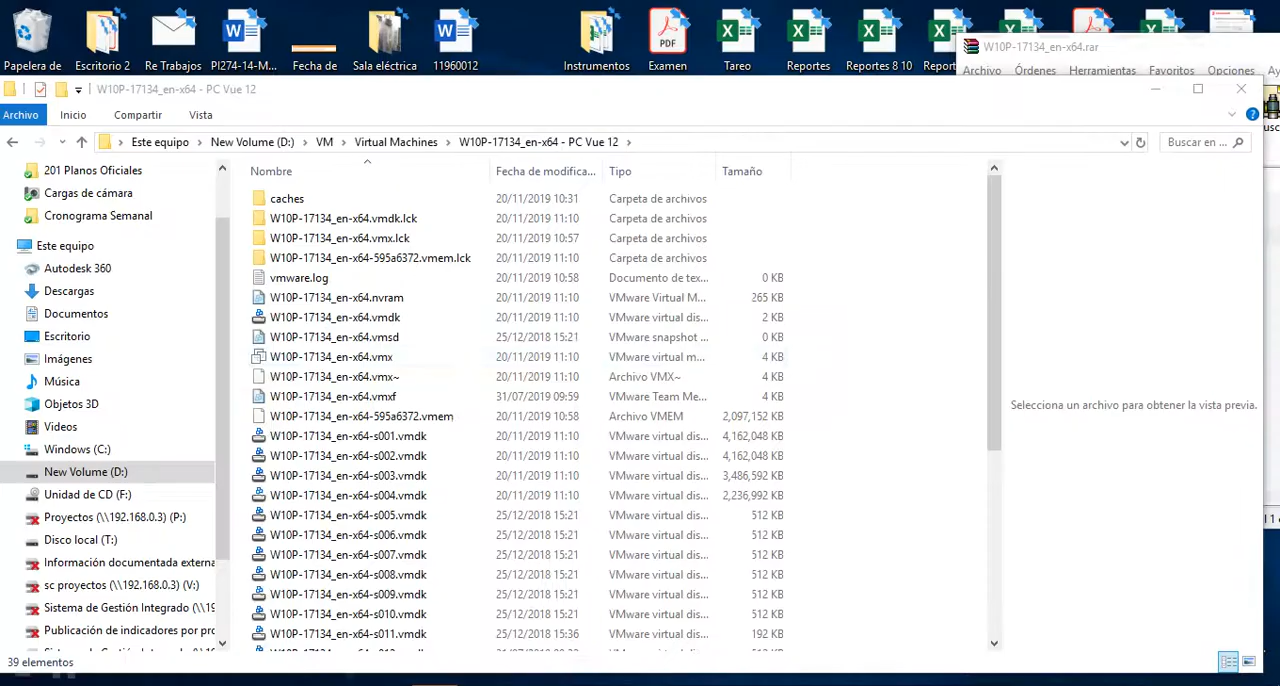 Papelera de
Escritorio 2
Re Trabajos
PI274-14-M...
Fecha de
Sala eléctrica
11960012
Instrumentos
Examen
Tareo
Reportes
Reportes 8 10
W10P-17134_en-x64.rar
Archivo Órdenes Herramientas Favoritos Opciones
W10P-17134_en-x64 - PC Vue 12
Archivo Inicio Compartir Vista
Este equipo > New Volume (D:) > VM > Virtual Machines > W10P-17134_en-x64 - PC Vue 12 >
Buscar en ...
201 Planos Oficiales
Cargas de cámara
Cronograma Semanal
Este equipo
Autodesk 360
Descargas
Documentos
Escritorio
Imágenes
Música
Objetos 3D
Videos
Windows (C:)
New Volume (D:)
Unidad de CD (F:)
Proyectos (\\192.168.0.3) (P:)
Disco local (T:)
Información documentada externa
sc proyectos (\\192.168.0.3) (V:)
Sistema de Gestión Integrado (\\19
Publicación de indicadores por pro
Nombre Fecha de modifica... Tipo Tamaño
caches 20/11/2019 10:31 Carpeta de archivos
W10P-17134_en-x64.vmdk.lck 20/11/2019 11:10 Carpeta de archivos
W10P-17134_en-x64.vmx.lck 20/11/2019 10:57 Carpeta de archivos
W10P-17134_en-x64-595a6372.vmem.lck 20/11/2019 11:10 Carpeta de archivos
vmware.log 20/11/2019 10:58 Documento de tex... 0 KB
W10P-17134_en-x64.nvram 20/11/2019 11:10 VMware Virtual M... 265 KB
W10P-17134_en-x64.vmdk 20/11/2019 11:10 VMware virtual dis... 2 KB
W10P-17134_en-x64.vmsd 25/12/2018 15:21 VMware snapshot ... 0 KB
W10P-17134_en-x64.vmx 20/11/2019 11:10 VMware virtual m... 4 KB
W10P-17134_en-x64.vmx~ 20/11/2019 11:10 Archivo VMX~ 4 KB
W10P-17134_en-x64.vmxf 31/07/2019 09:59 VMware Team Me... 4 KB
W10P-17134_en-x64-595a6372.vmem 20/11/2019 10:58 Archivo VMEM 2,097,152 KB
W10P-17134_en-x64-s001.vmdk 20/11/2019 11:10 VMware virtual dis... 4,162,048 KB
W10P-17134_en-x64-s002.vmdk 20/11/2019 11:10 VMware virtual dis... 4,162,048 KB
W10P-17134_en-x64-s003.vmdk 20/11/2019 11:10 VMware virtual dis... 3,486,592 KB
W10P-17134_en-x64-s004.vmdk 20/11/2019 11:10 VMware virtual dis... 2,236,992 KB
W10P-17134_en-x64-s005.vmdk 25/12/2018 15:21 VMware virtual dis... 512 KB
W10P-17134_en-x64-s006.vmdk 25/12/2018 15:21 VMware virtual dis... 512 KB
W10P-17134_en-x64-s007.vmdk 25/12/2018 15:21 VMware virtual dis... 512 KB
W10P-17134_en-x64-s008.vmdk 25/12/2018 15:21 VMware virtual dis... 512 KB
W10P-17134_en-x64-s009.vmdk 25/12/2018 15:21 VMware virtual dis... 512 KB
W10P-17134_en-x64-s010.vmdk 25/12/2018 15:21 VMware virtual dis... 512 KB
W10P-17134_en-x64-s011.vmdk 25/12/2018 15:36 VMware virtual dis... 192 KB
Selecciona un archivo para obtener la vista previa.
39 elementos